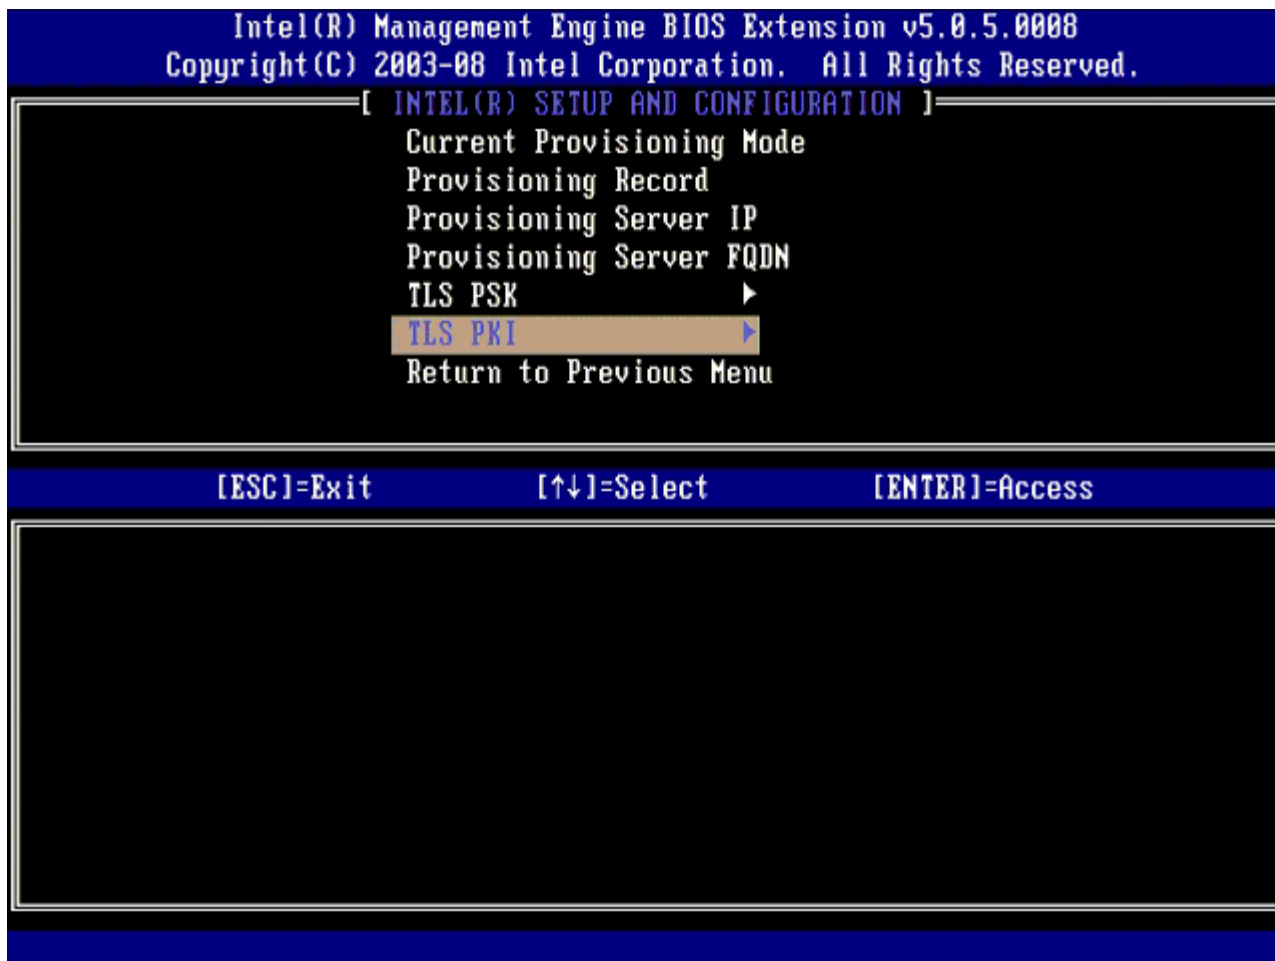 Intel(R) Management Engine BIOS Extension v5.0.5.0008
Copyright(C) 2003-08 Intel Corporation. All Rights Reserved.
[ INTEL(R) SETUP AND CONFIGURATION ]
Current Provisioning Mode
Provisioning Record
Provisioning Server IP
Provisioning Server FQDN
TLS PSK ►
TLS PKI ►
Return to Previous Menu
[ESC]=Exit [↑↓]=Select [ENTER]=Access